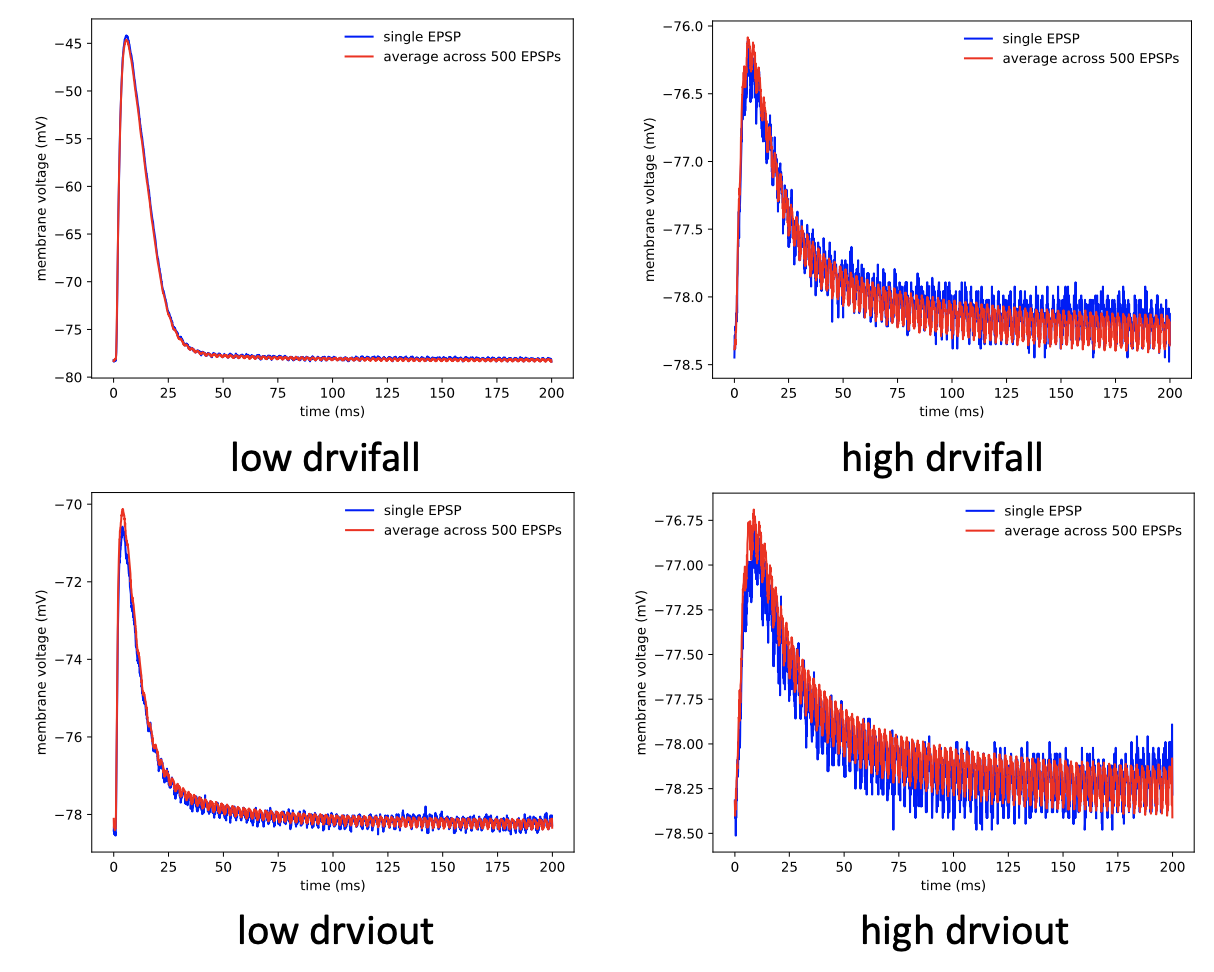 single EPSP
average across 500 EPSPs
−45
−50
−55
−60
−65
−70
−75
−80
membrane voltage (mV)
0 25 50 75 100 125 150 175 200
time (ms)
low drvifall
single EPSP
average across 500 EPSPs
−76.0
−76.5
−77.0
−77.5
−78.0
−78.5
membrane voltage (mV)
0 25 50 75 100 125 150 175 200
time (ms)
high drvifall
single EPSP
average across 500 EPSPs
−70
−72
−74
−76
−78
membrane voltage (mV)
0 25 50 75 100 125 150 175 200
time (ms)
low drviout
single EPSP
average across 500 EPSPs
−76.75
−77.00
−77.25
−77.50
−77.75
−78.00
−78.25
−78.50
membrane voltage (mV)
0 25 50 75 100 125 150 175 200
time (ms)
high drviout